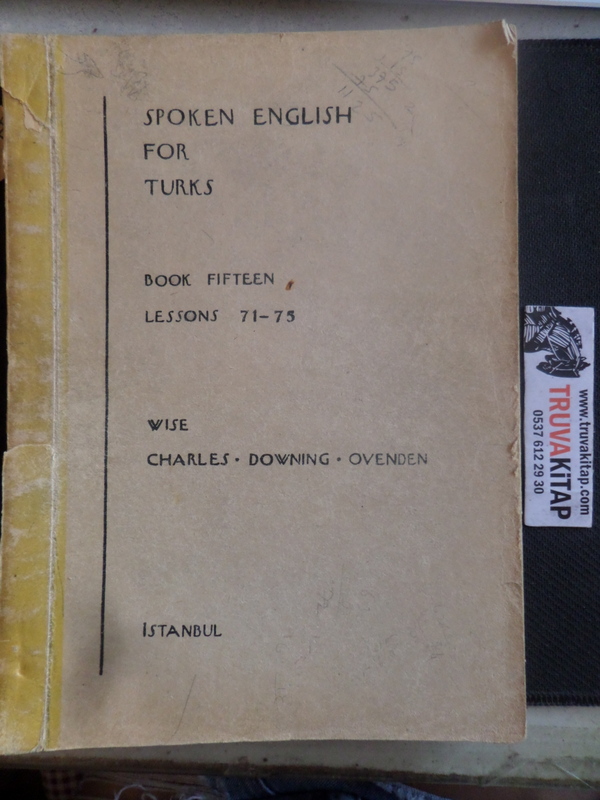 SPOKEN ENGLISH
FOR
TURKS
BOOK FIFTEEN
LESSONS 71-75
WISE
CHARLES · DOWNING · OVENDEN
İSTANBUL
www.truvakitap.com
TRUVAKiTAP
0537 612 29 30